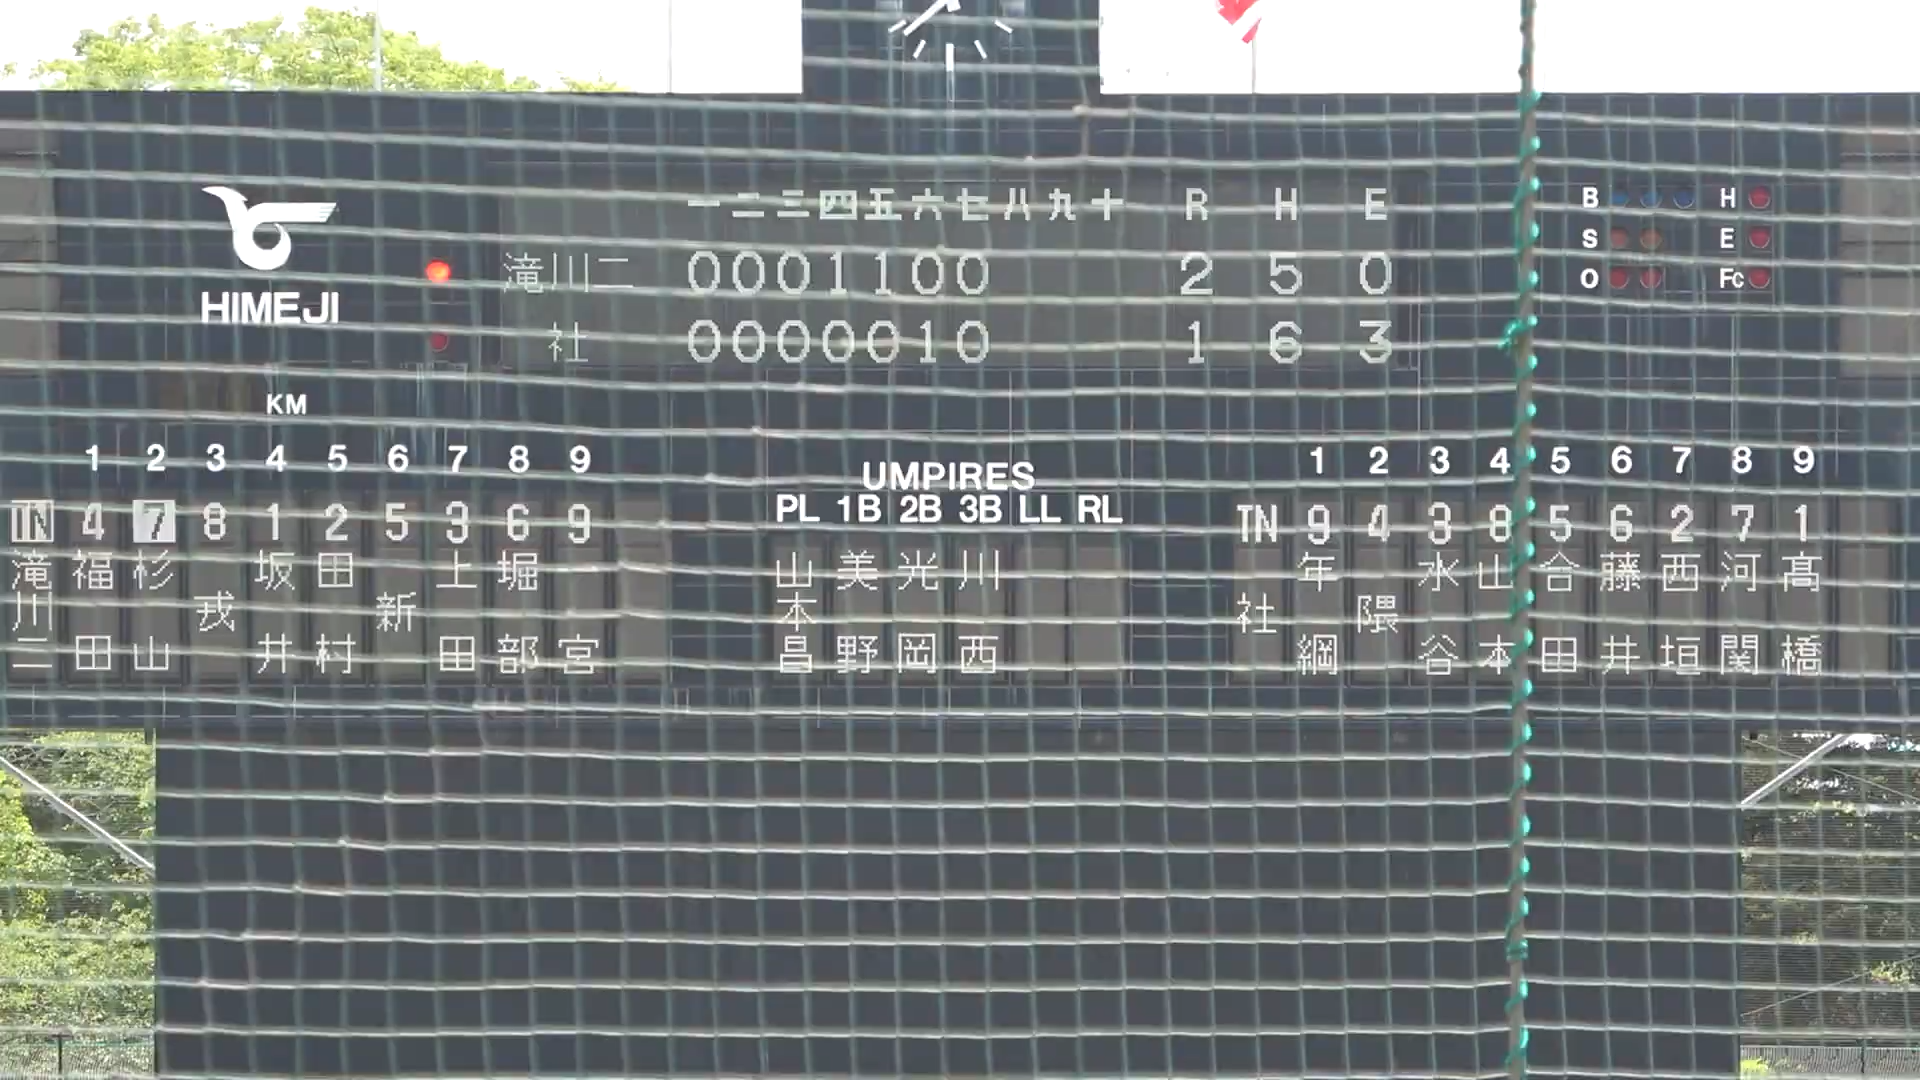 一二三四五六七八九十 R H E
滝川二 0001100 2 5 0
社 0000010 1 6 3
HIMEJI
B H
S E
O Fc
KM
1 2 3 4 5 6 7 8 9
IN 4 7 8 1 2 5 3 6 9
滝川二 福田 杉山 戎 坂井 田村 新 上田 堀部 宮
UMPIRES
PL 1B 2B 3B LL RL
山本昌 美野 光岡 川西
1 2 3 4 5 6 7 8 9
IN 9 4 3 8 5 6 2 7 1
社 年綱 隈 水谷 山本 合田 藤井 西垣 河関 髙橋